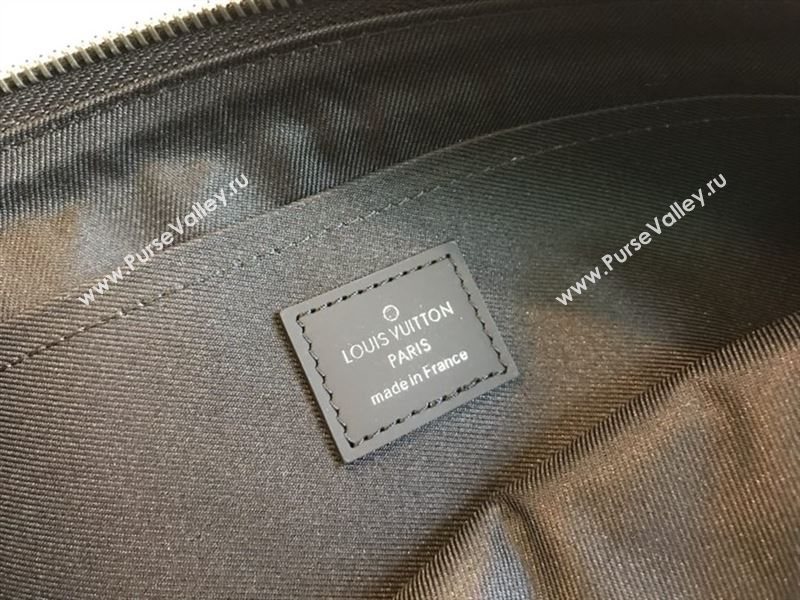 www.PurseValley.ru
www.PurseValley.ru
LOUIS VUITTON
PARIS
made in France